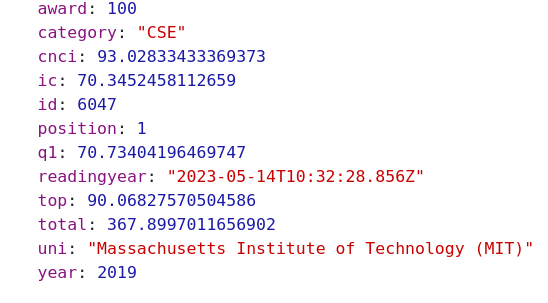 award: 100
category: "CSE"
cnci: 93.02833433369373
ic: 70.3452458112659
id: 6047
position: 1
q1: 70.73404196469747
readingyear: "2023-05-14T10:32:28.856Z"
top: 90.06827570504586
total: 367.8997011656902
uni: "Massachusetts Institute of Technology (MIT)"
year: 2019